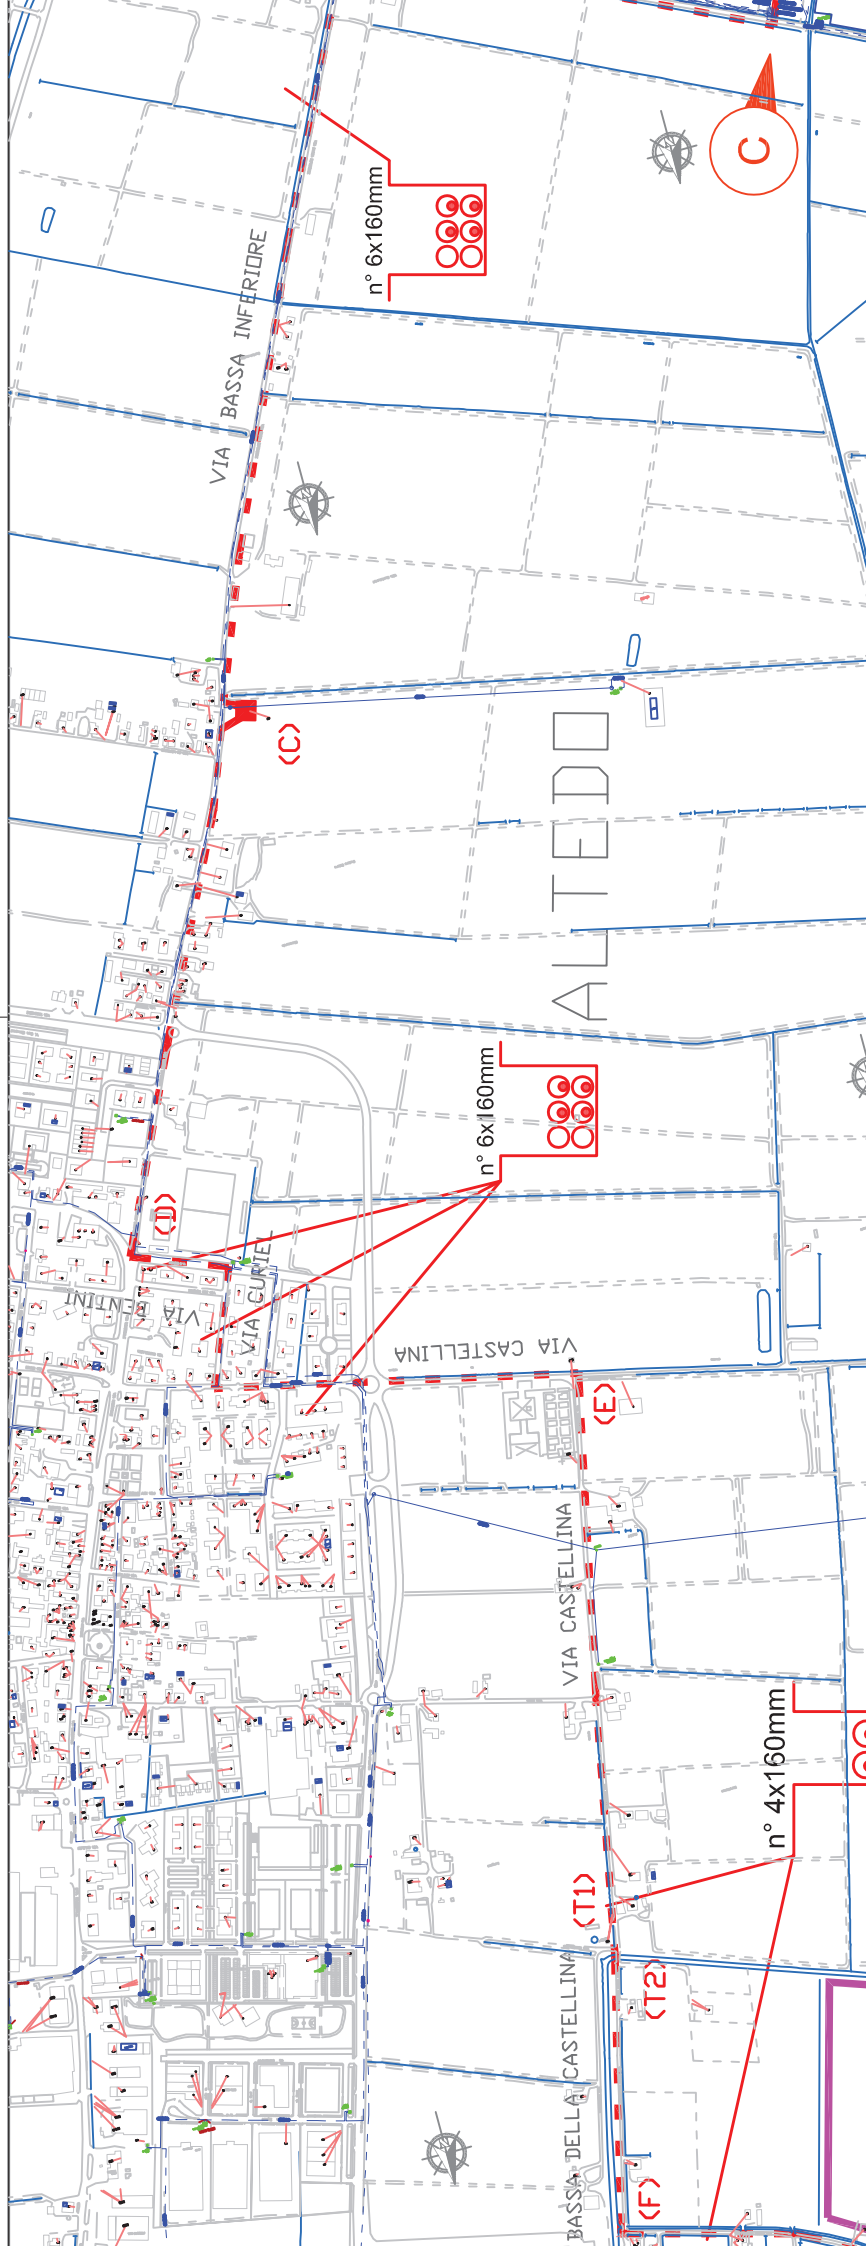 n° 6x160mm
C
VIA BASSA INFERIORE
(C)
ALTEDO
n° 6x160mm
(D)
VIA BENTINI
VIA CURIEL
VIA CASTELLINA
(E)
VIA CASTELLINA
n° 4x160mm
(T1)
(T2)
BASSA DELLA CASTELLINA
(F)